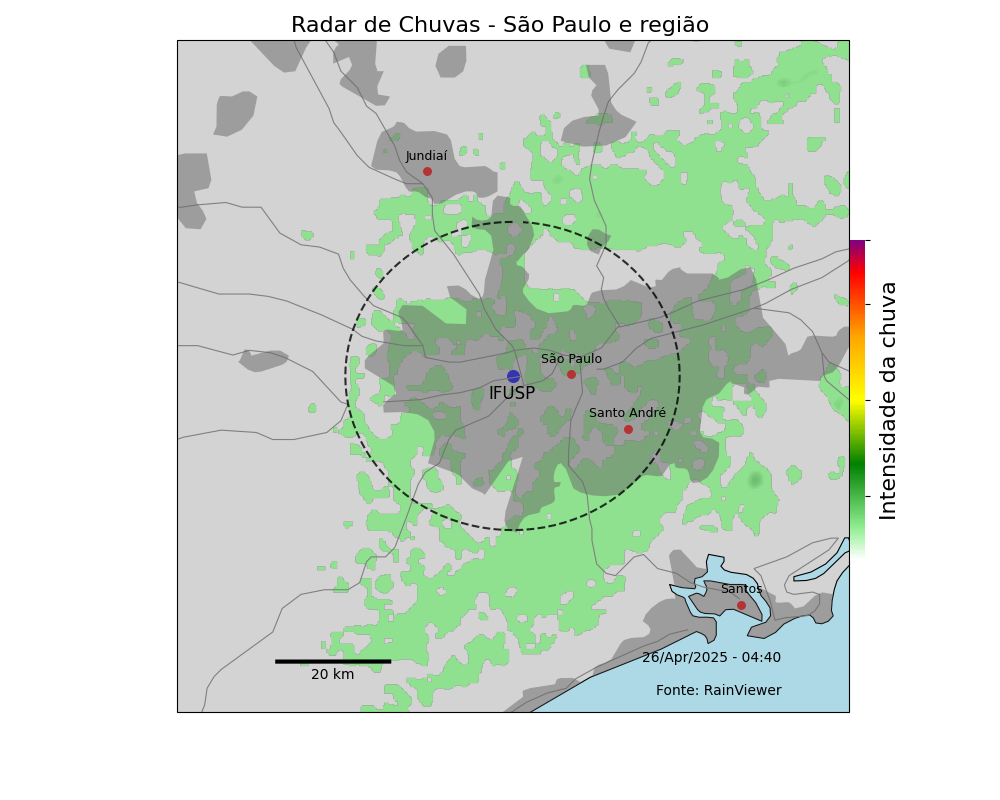 Radar de Chuvas - São Paulo e região
Jundiaí
São Paulo
IFUSP
Santo André
Intensidade da chuva
Santos
26/Apr/2025 - 04:40
20 km
Fonte: RainViewer